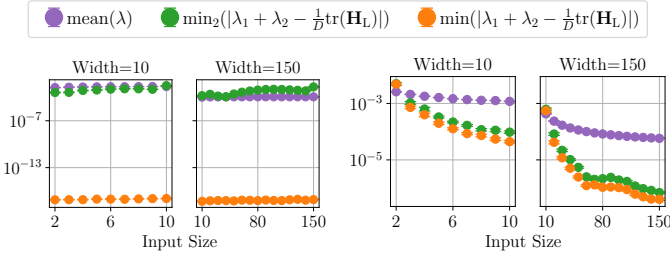 mean(λ) min₂(|λ₁ + λ₂ − 1/D tr(H_L)|) min(|λ₁ + λ₂ − 1/D tr(H_L)|)
Width=10 Width=150 Width=10 Width=150
10⁻⁷ 10⁻³
10⁻¹³ 10⁻⁵
2 6 10 10 80 150 2 6 10 10 80 150
Input Size Input Size